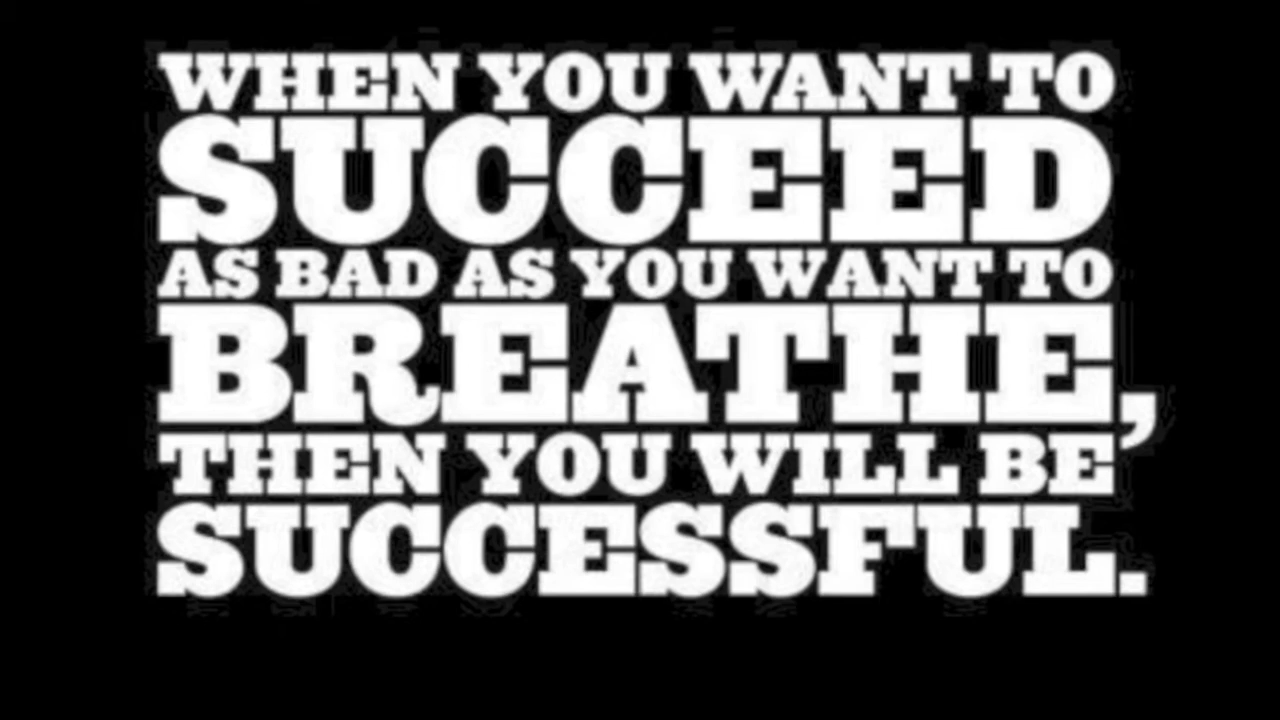 WHEN YOU WANT TO
SUCCEED
AS BAD AS YOU WANT TO
BREATHE,
THEN YOU WILL BE
SUCCESSFUL.